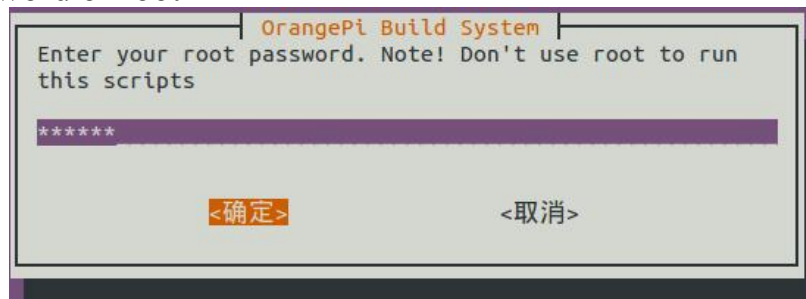 OrangePi Build System
Enter your root password. Note! Don't use root to run
this scripts
******
<确定> <取消>